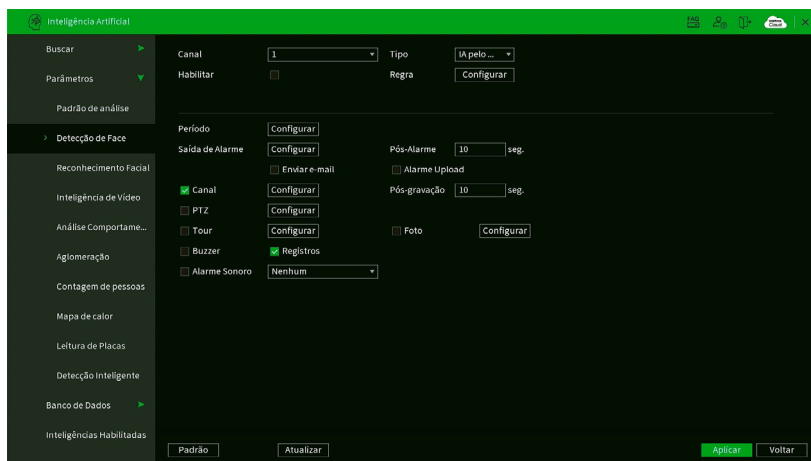 Inteligência Artificial
FAQ
Cloud
Buscar
Parâmetros
Padrão de análise
Detecção de Face
Reconhecimento Facial
Inteligência de Vídeo
Análise Comportame...
Aglomeração
Contagem de pessoas
Mapa de calor
Leitura de Placas
Detecção Inteligente
Banco de Dados
Inteligências Habilitadas
Canal 1 Tipo IA pelo ...
Habilitar Regra Configurar
Período Configurar
Saída de Alarme Configurar Pós-Alarme 10 seg.
Enviar e-mail Alarme Upload
Canal Configurar Pós-gravação 10 seg.
PTZ Configurar
Tour Configurar Foto Configurar
Buzzer Registros
Alarme Sonoro Nenhum
Padrão Atualizar Aplicar Voltar